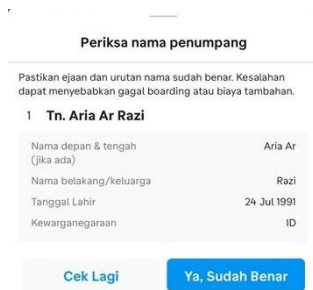 Periksa nama penumpang
Pastikan ejaan dan urutan nama sudah benar. Kesalahan
dapat menyebabkan gagal boarding atau biaya tambahan.
1 Tn. Aria Ar Razi
Nama depan & tengah Aria Ar
(jika ada)
Nama belakang/keluarga Razi
Tanggal Lahir 24 Jul 1991
Kewarganegaraan ID
Cek Lagi Ya, Sudah Benar